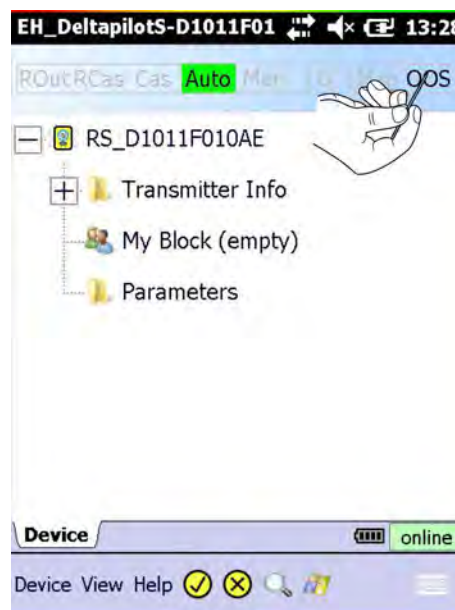 EH_DeltapilotS-D1011F01 13:28
ROut RCas Cas Auto Man OOS
RS_D1011F010AE
Transmitter Info
My Block (empty)
Parameters
Device online
Device View Help